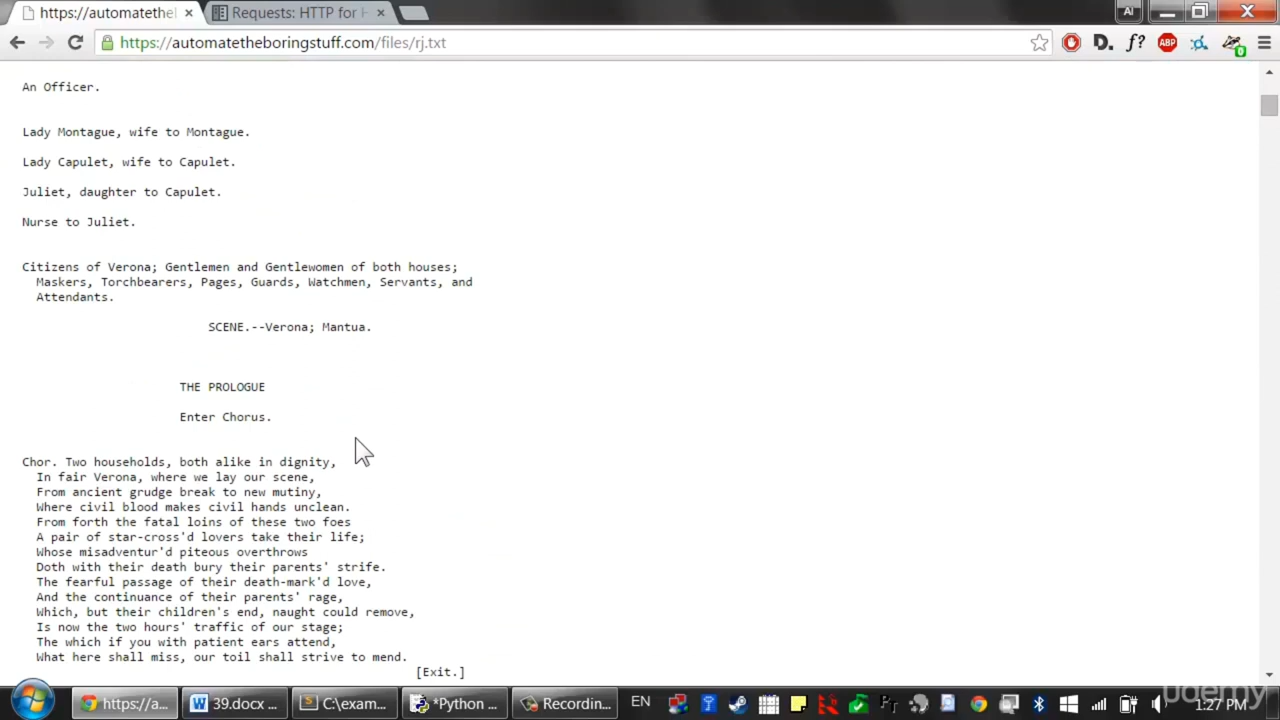 https://automatethel
Requests: HTTP for H
AI
https://automatetheboringstuff.com/files/rj.txt
D.
f?
ABP
0
An Officer.
Lady Montague, wife to Montague.
Lady Capulet, wife to Capulet.
Juliet, daughter to Capulet.
Nurse to Juliet.
Citizens of Verona; Gentlemen and Gentlewomen of both houses;
Maskers, Torchbearers, Pages, Guards, Watchmen, Servants, and
Attendants.
SCENE.--Verona; Mantua.
THE PROLOGUE
Enter Chorus.
Chor. Two households, both alike in dignity,
In fair Verona, where we lay our scene,
From ancient grudge break to new mutiny,
Where civil blood makes civil hands unclean.
From forth the fatal loins of these two foes
A pair of star-cross'd lovers take their life;
Whose misadventur'd piteous overthrows
Doth with their death bury their parents' strife.
The fearful passage of their death-mark'd love,
And the continuance of their parents' rage,
Which, but their children's end, naught could remove,
Is now the two hours' traffic of our stage;
The which if you with patient ears attend,
What here shall miss, our toil shall strive to mend.
[Exit.]
https://a...
39.docx ...
C:\exam...
*Python ...
Recordin...
EN
1:27 PM
udemy